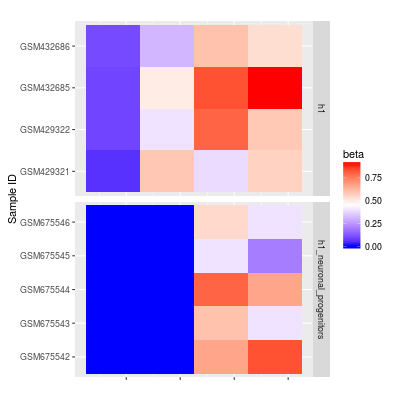 GSM432686
GSM432685
GSM429322
GSM429321
h1
GSM675546
GSM675545
GSM675544
GSM675543
GSM675542
h1_neuronal_progenitors
Sample ID
beta
0.75
0.50
0.25
0.00